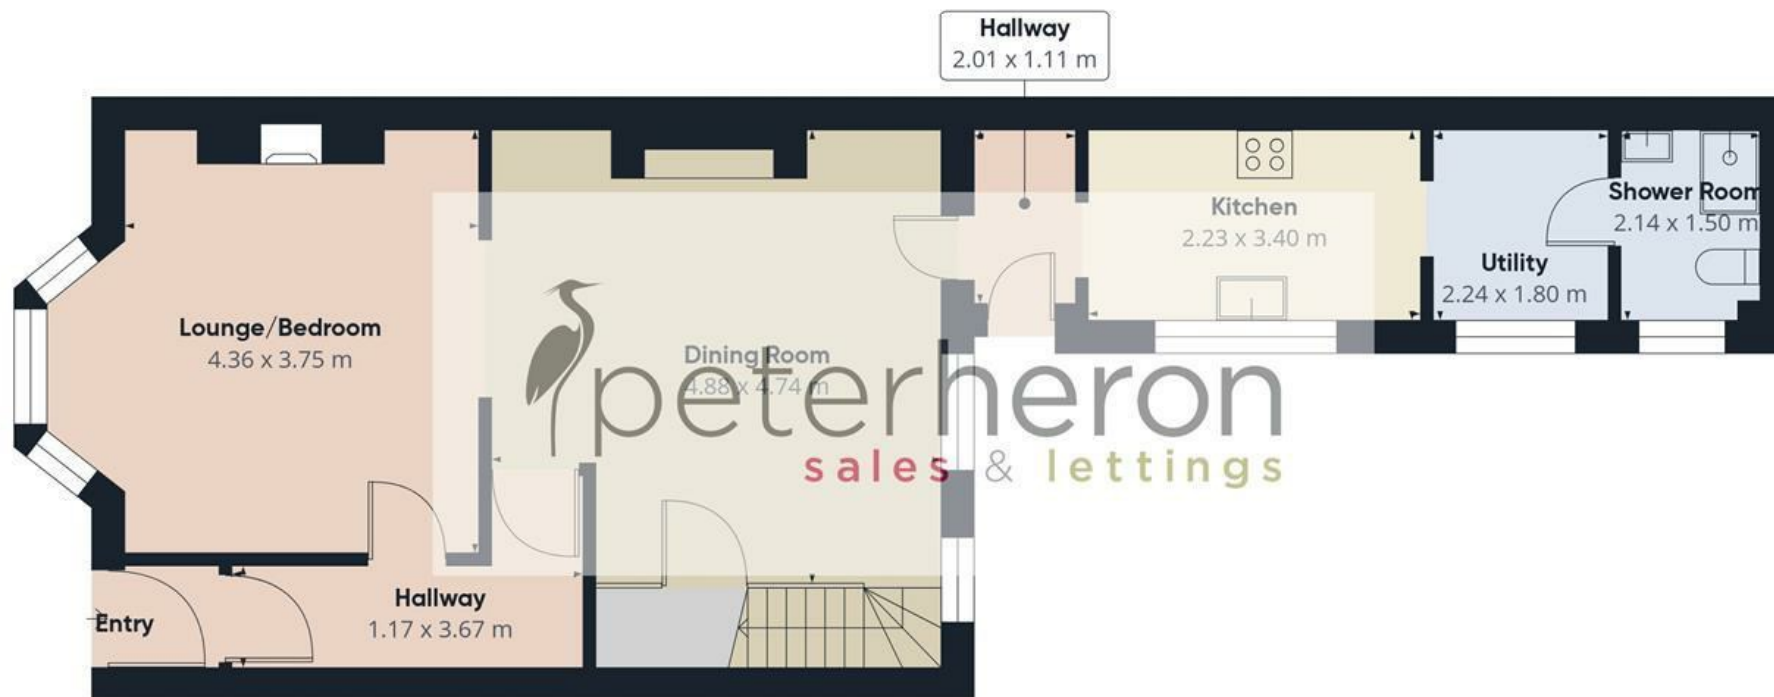 Hallway
2.01 x 1.11 m
Kitchen
2.23 x 3.40 m
Shower Room
2.14 x 1.50 m
Utility
2.24 x 1.80 m
Lounge/Bedroom
4.36 x 3.75 m
Dining Room
4.88 x 4.74 m
peterheron
sales & lettings
Hallway
1.17 x 3.67 m
Entry